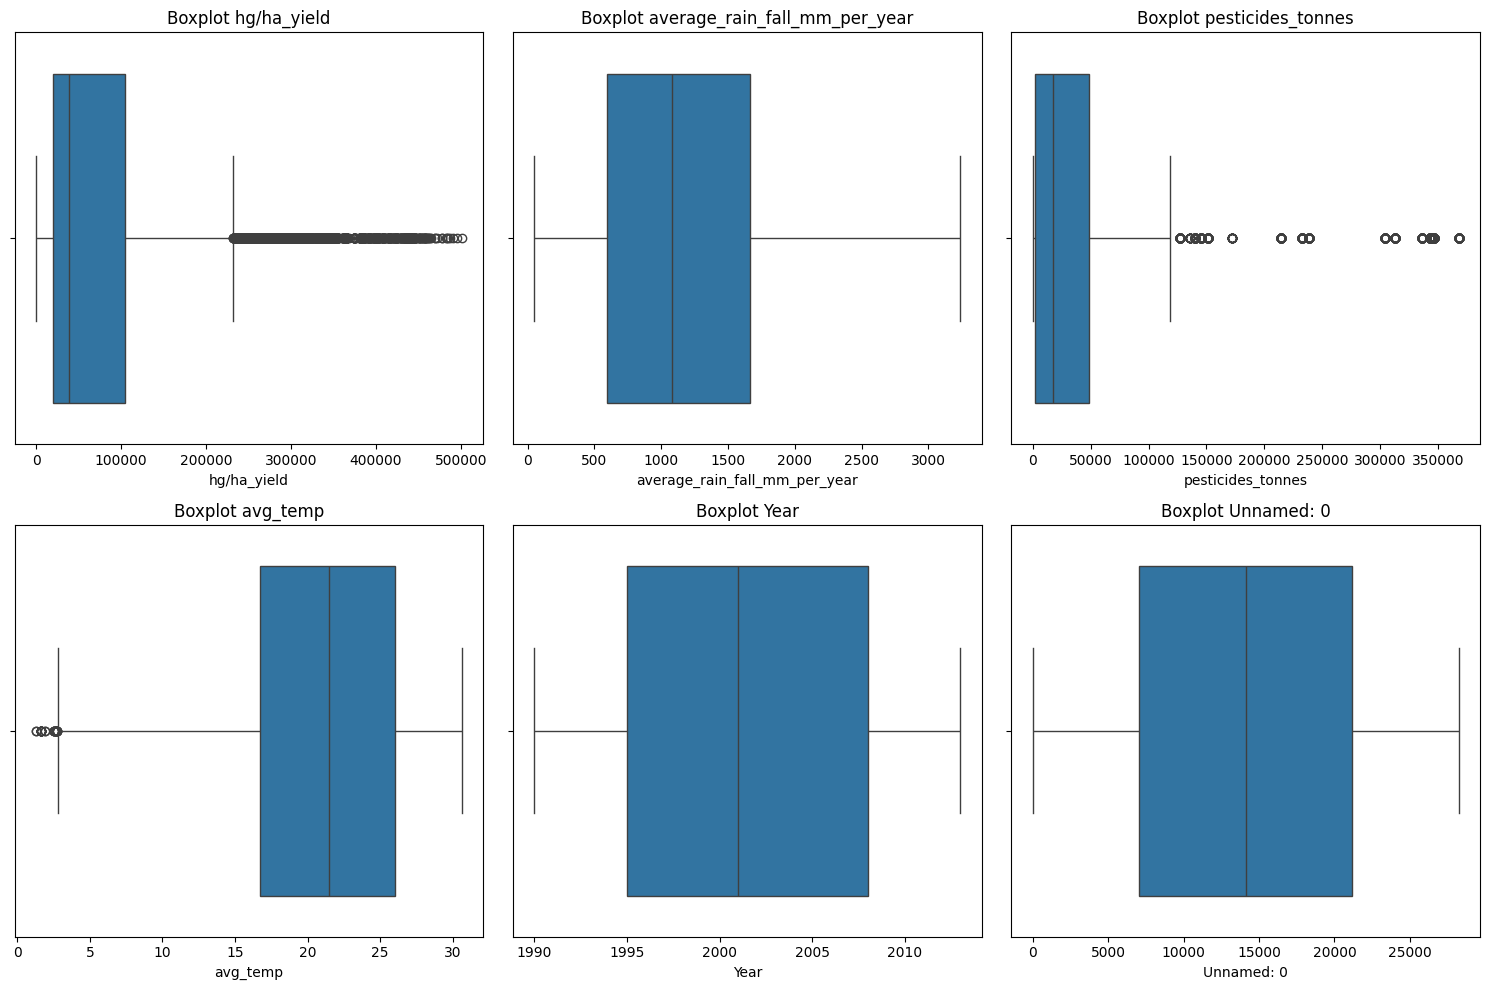 Boxplot hg/ha_yield
Boxplot average_rain_fall_mm_per_year
Boxplot pesticides_tonnes
0 100000 200000 300000 400000 500000
hg/ha_yield
0 500 1000 1500 2000 2500 3000
average_rain_fall_mm_per_year
0 50000 100000 150000 200000 250000 300000 350000
pesticides_tonnes
Boxplot avg_temp
Boxplot Year
Boxplot Unnamed: 0
0 5 10 15 20 25 30
avg_temp
1990 1995 2000 2005 2010
Year
0 5000 10000 15000 20000 25000
Unnamed: 0